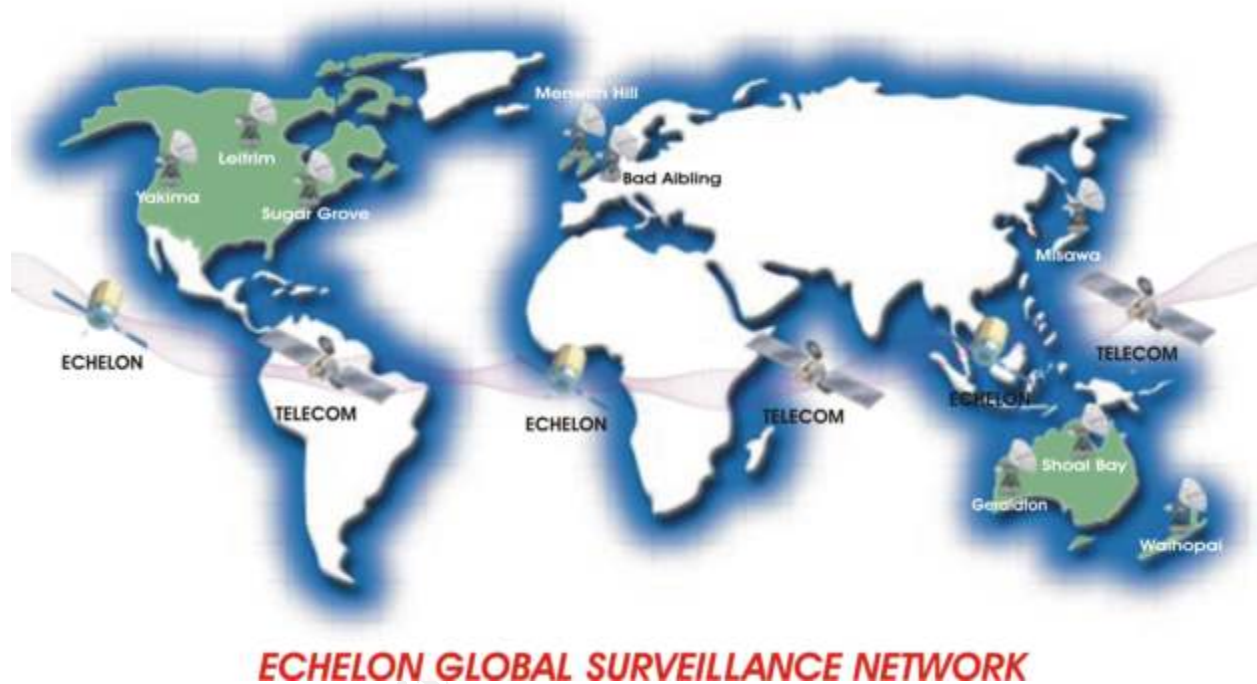 Menwith Hill
Leitrim
Bad Aibling
Yakima
Sugar Grove
Misawa
ECHELON
TELECOM
ECHELON
TELECOM
ECHELON
TELECOM
Shoal Bay
Geraldton
Waihopai
ECHELON GLOBAL SURVEILLANCE NETWORK